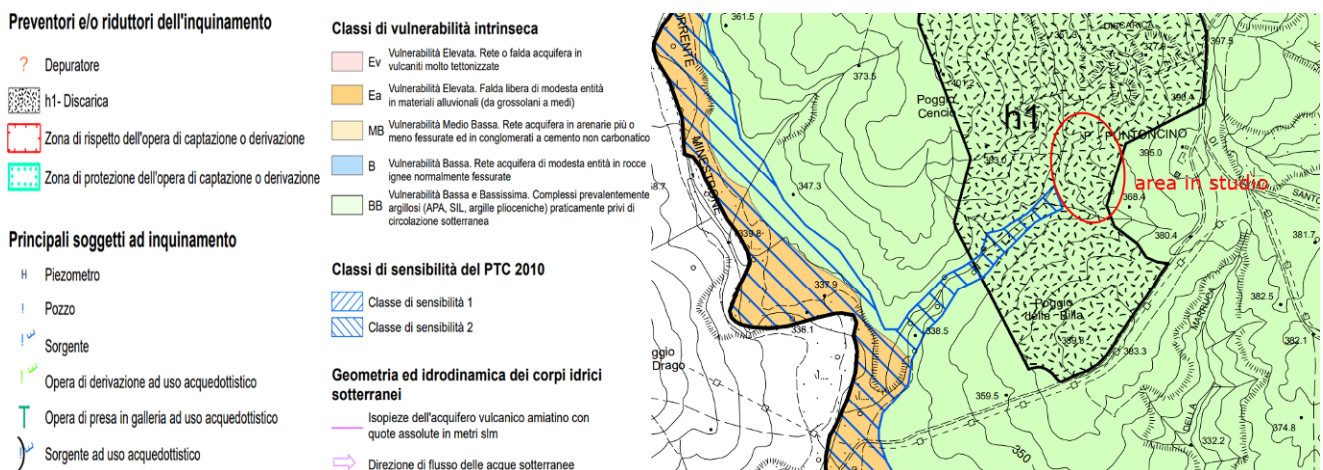 Preventori e/o riduttori dell'inquinamento
? Depuratore
h1- Discarica
Zona di rispetto dell'opera di captazione o derivazione
Zona di protezione dell'opera di captazione o derivazione
Principali soggetti ad inquinamento
H Piezometro
! Pozzo
Sorgente
Opera di derivazione ad uso acquedottistico
Opera di presa in galleria ad uso acquedottistico
Sorgente ad uso acquedottistico
Classi di vulnerabilità intrinseca
Ev Vulnerabilità Elevata. Rete o falda acquifera in
vulcaniti molto tettonizzate
Ea Vulnerabilità Elevata. Falda libera di modesta entità
in materiali alluvionali (da grossolani a medi)
MB Vulnerabilità Medio Bassa. Rete acquifera in arenarie più o
meno fessurate ed in conglomerati a cemento non carbonatico
B Vulnerabilità Bassa. Rete acquifera di modesta entità in rocce
ignee normalmente fessurate
BB Vulnerabilità Bassa e Bassissima. Complessi prevalentemente
argillosi (APA, SIL, argille plioceniche) praticamente privi di
circolazione sotterranea
Classi di sensibilità del PTC 2010
Classe di sensibilità 1
Classe di sensibilità 2
Geometria ed idrodinamica dei corpi idrici
sotterranei
Isopieze dell'acquifero vulcanico amiatino con
quote assolute in metri slm
Direzione di flusso delle acque sotterranee
361.5
397.5
373.5
Poggio
Cencio
h1
PUNTONCINO
395.0
area in studio
SANTO
MINESTRONE
347.3
368.4
339.8
380.4
381.7
337.9
338.1
338.5
Poggio
della Billa
382.5
MARRUCA
382.1
383.3
ggio
Drago
359.5
DELLA
374.8
332.2
350